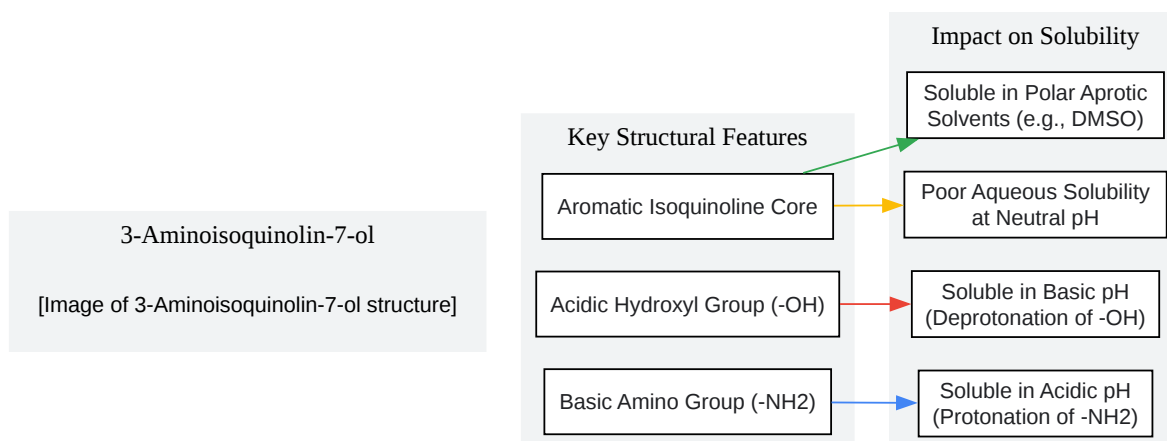 3-Aminoisoquinolin-7-ol
[Image of 3-Aminoisoquinolin-7-ol structure]
Key Structural Features
Aromatic Isoquinoline Core
Acidic Hydroxyl Group (-OH)
Basic Amino Group (-NH2)
Impact on Solubility
Soluble in Polar Aprotic
Solvents (e.g., DMSO)
Poor Aqueous Solubility
at Neutral pH
Soluble in Basic pH
(Deprotonation of -OH)
Soluble in Acidic pH
(Protonation of -NH2)